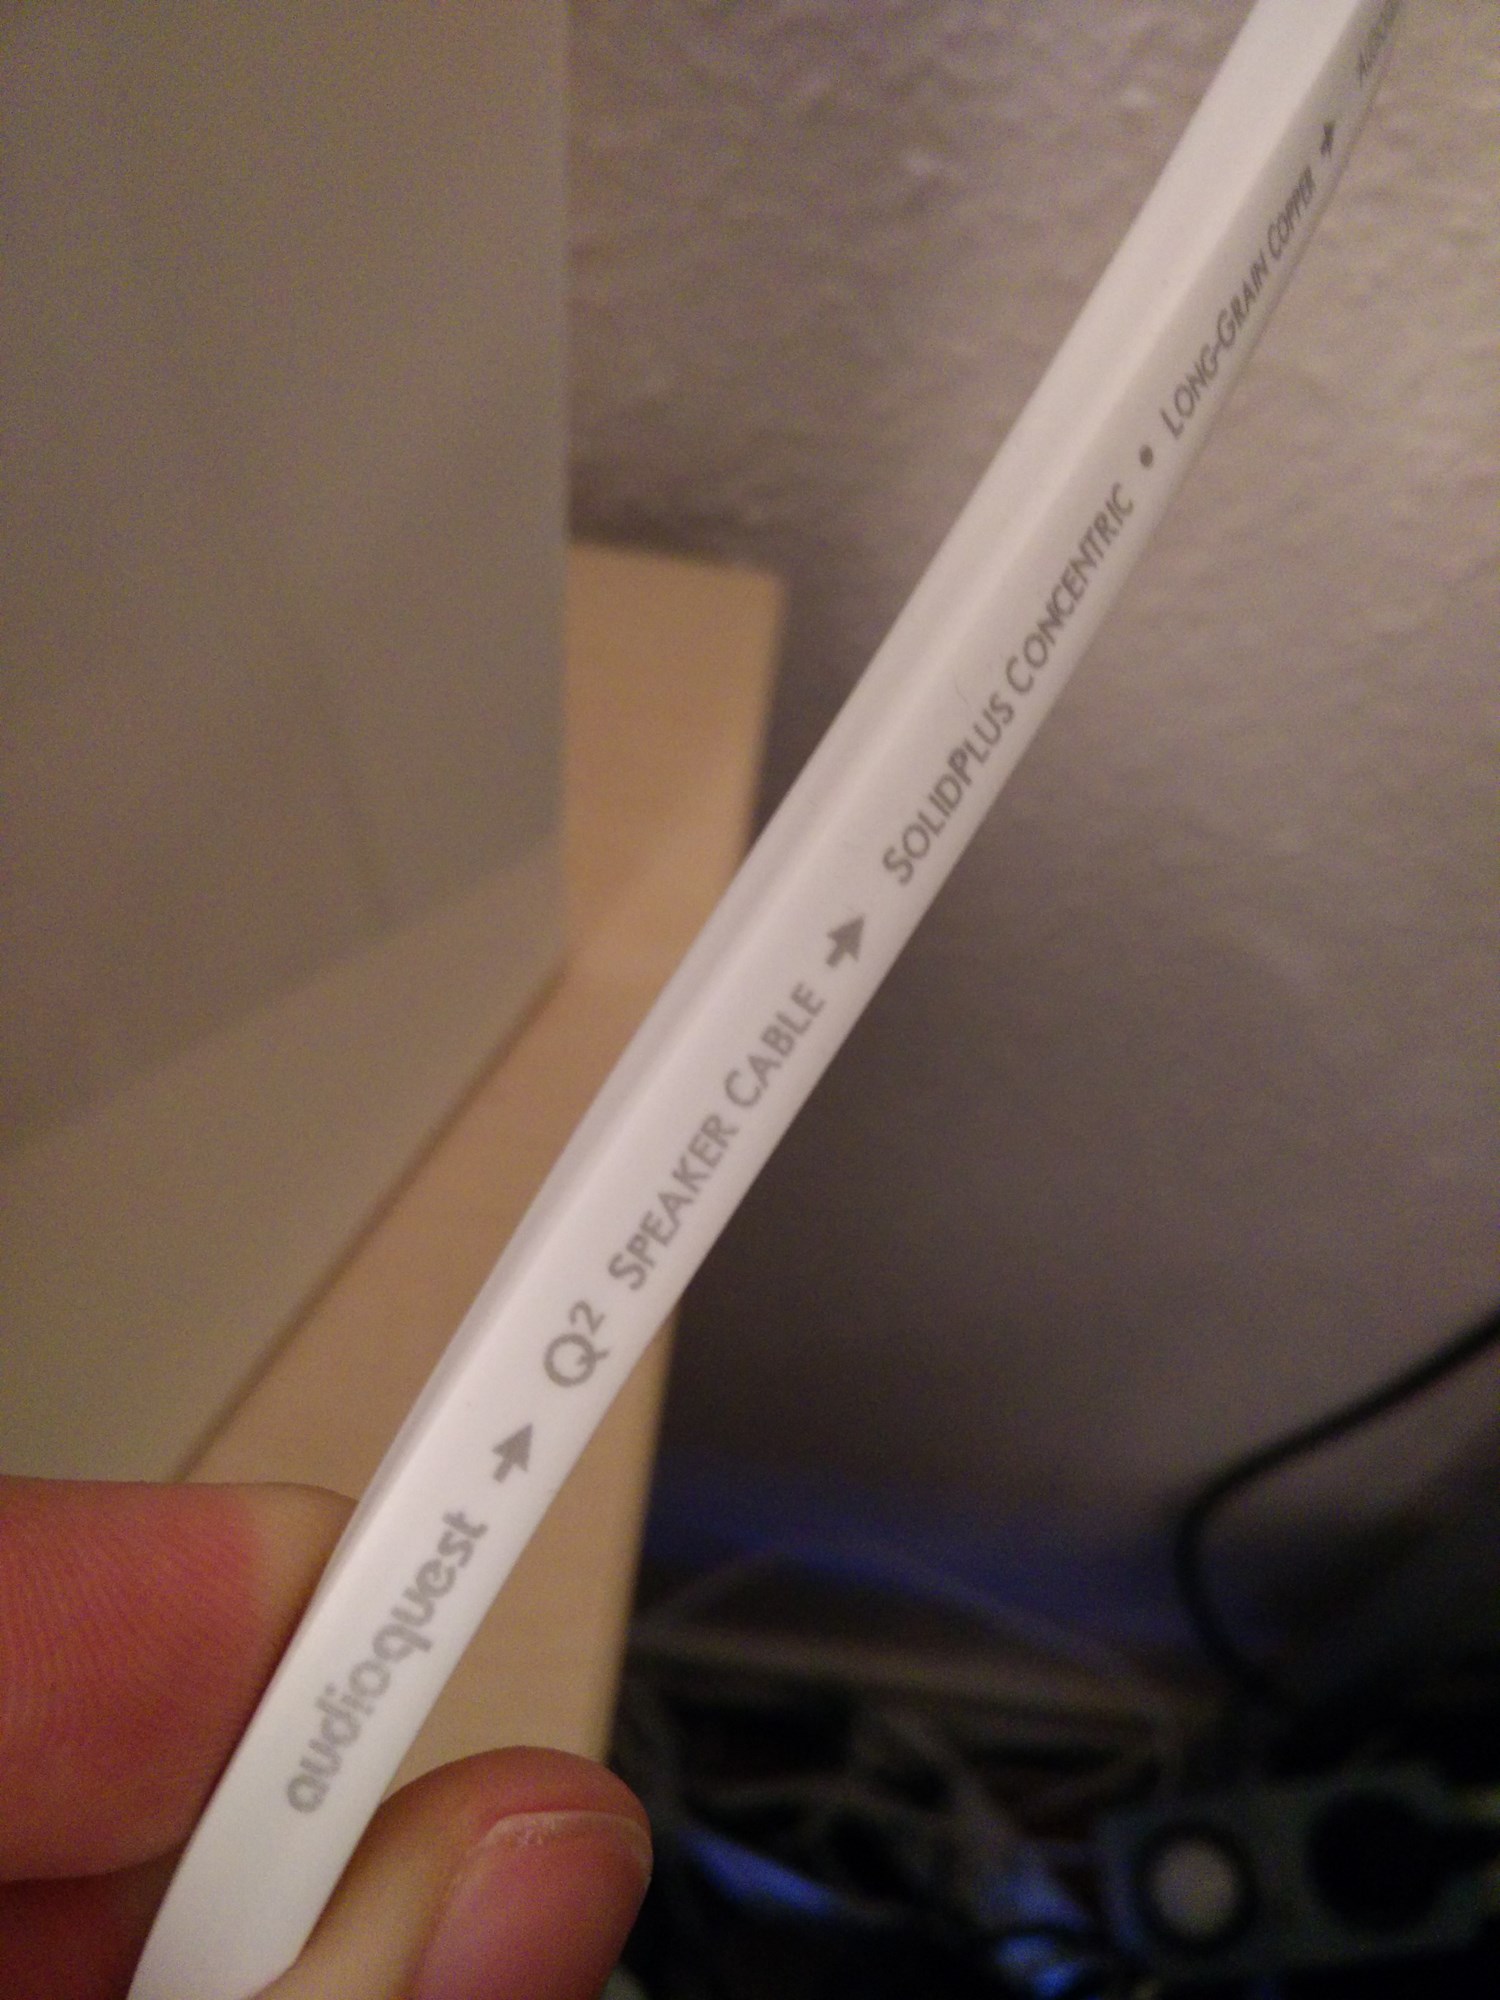 audioquest → Q² SPEAKER CABLE → SOLIDPLUS CONCENTRIC • LONG-GRAIN COPPER →